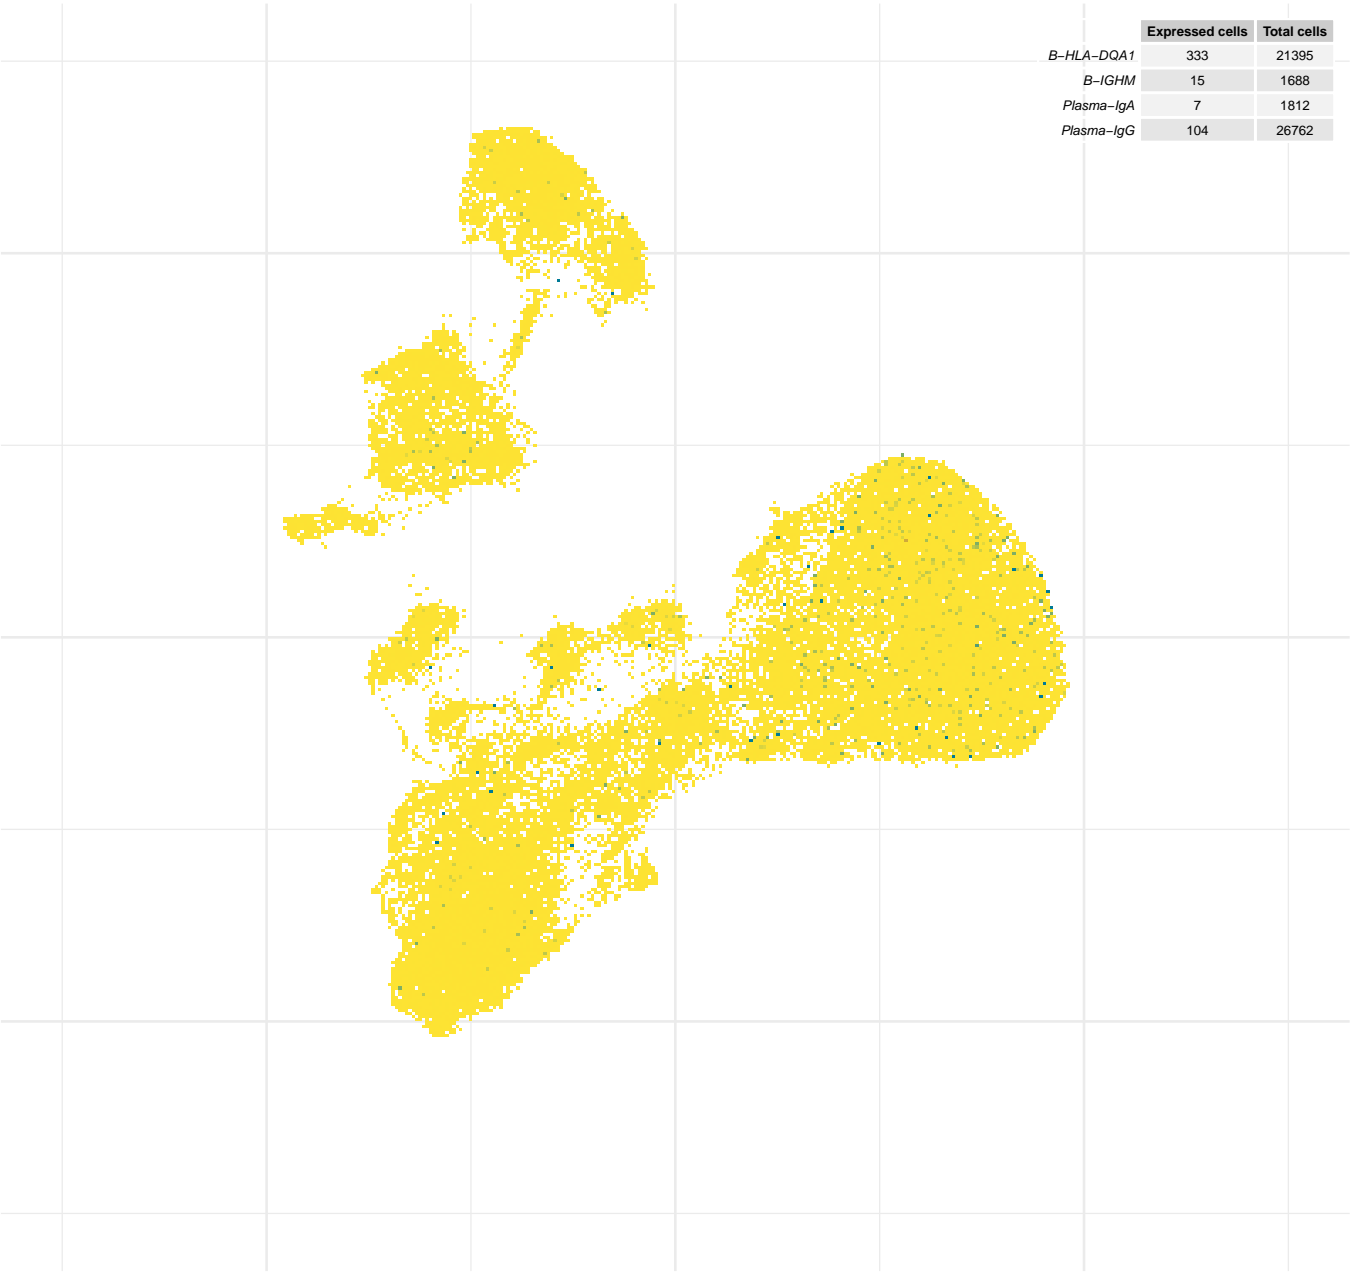 Expressed cells Total cells
B−HLA−DQA1 333 21395
B−IGHM 15 1688
Plasma−IgA 7 1812
Plasma−IgG 104 26762